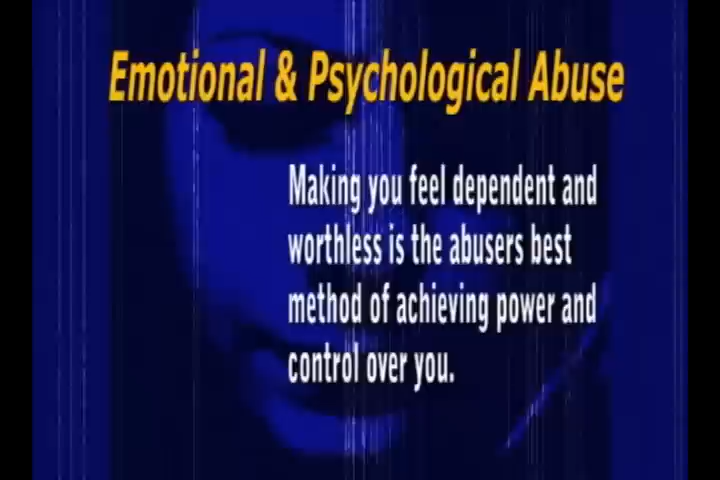 Emotional & Psychological Abuse
Making you feel dependent and
worthless is the abusers best
method of achieving power and
control over you.